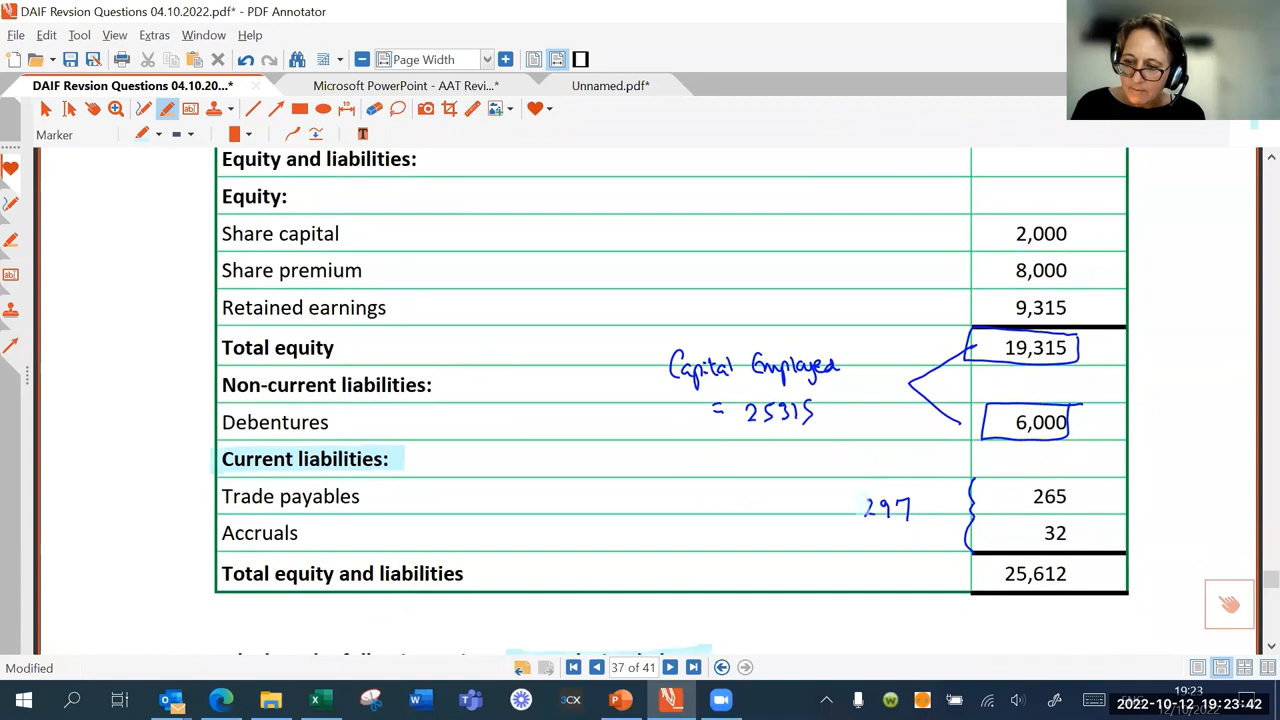 DAIF Revsion Questions 04.10.2022.pdf* - PDF Annotator
File Edit Tool View Extras Window Help
Page Width
DAIF Revsion Questions 04.10.20...* Microsoft PowerPoint - AAT Revi...* Unnamed.pdf*
Marker
Equity and liabilities:
Equity:
Share capital 2,000
Share premium 8,000
Retained earnings 9,315
Total equity 19,315
Capital Employed
Non-current liabilities:
= 25315
Debentures 6,000
Current liabilities:
Trade payables 265
297
Accruals 32
Total equity and liabilities 25,612
Modified 37 of 41
19:23
2022-10-12 19:23:42